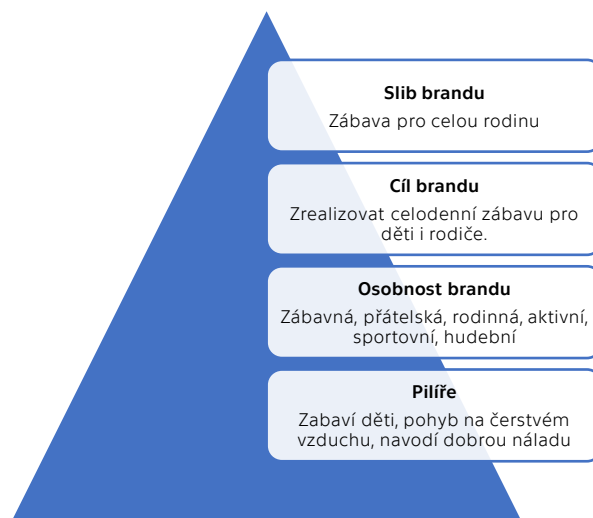 Slib brandu
Zábava pro celou rodinu
Cíl brandu
Zrealizovat celodenní zábavu pro
děti i rodiče.
Osobnost brandu
Zábavná, přátelská, rodinná, aktivní,
sportovní, hudební
Pilíře
Zabaví děti, pohyb na čerstvém
vzduchu, navodí dobrou náladu